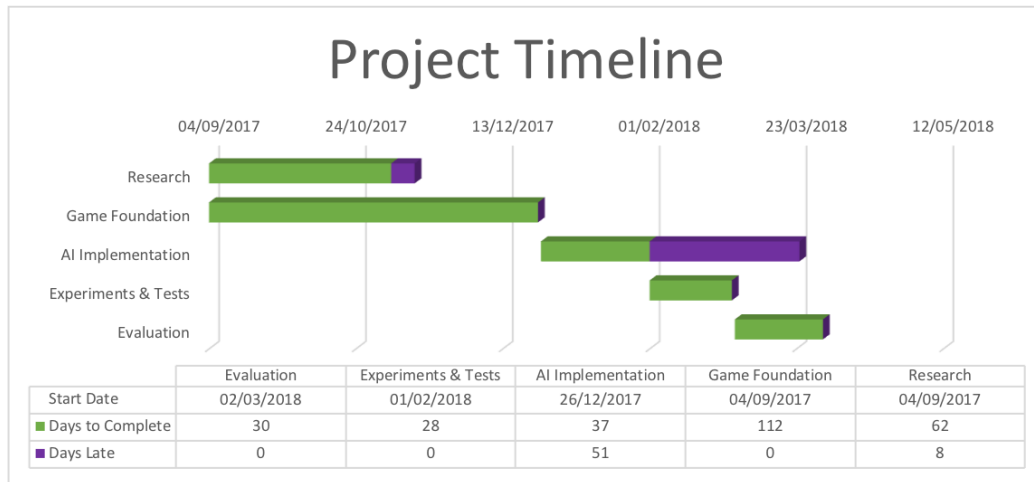 Project Timeline
04/09/2017 24/10/2017 13/12/2017 01/02/2018 23/03/2018 12/05/2018
Research
Game Foundation
AI Implementation
Experiments & Tests
Evaluation
Evaluation Experiments & Tests AI Implementation Game Foundation Research
Start Date 02/03/2018 01/02/2018 26/12/2017 04/09/2017 04/09/2017
Days to Complete 30 28 37 112 62
Days Late 0 0 51 0 8